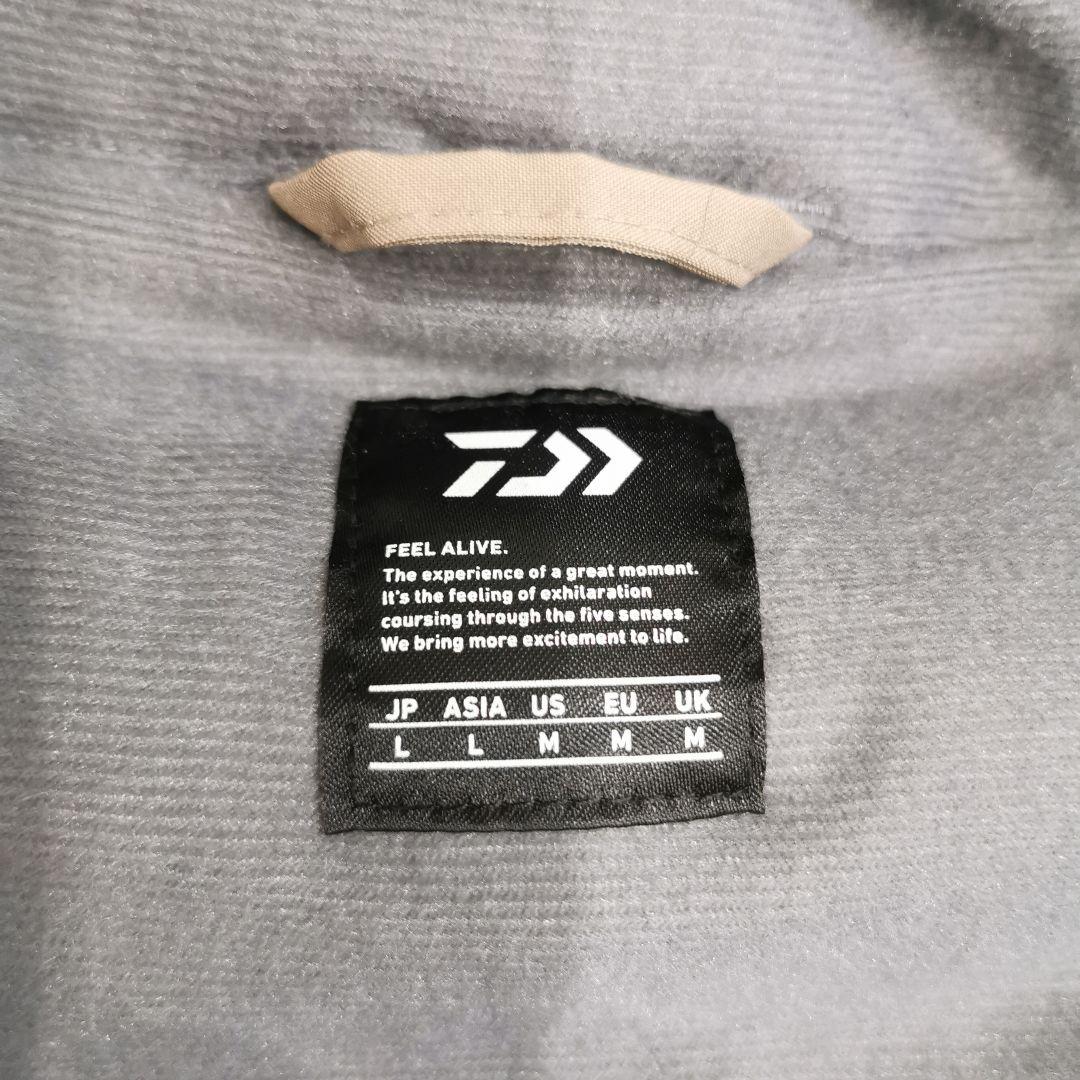 FEEL ALIVE.
The experience of a great moment.
It's the feeling of exhilaration
coursing through the five senses.
We bring more excitement to life.
JP ASIA US EU UK
L L M M M